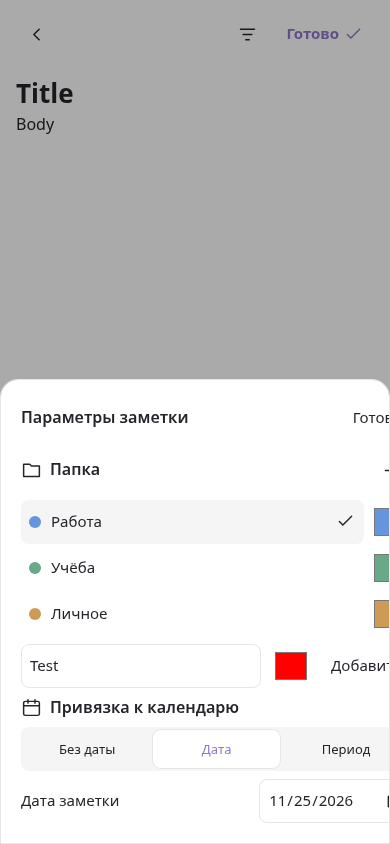 Готово
Title
Body
Параметры заметки
Папка
Работа
Учёба
Личное
Test
Привязка к календарю
Без даты Дата Период
Дата заметки 11/25/2026